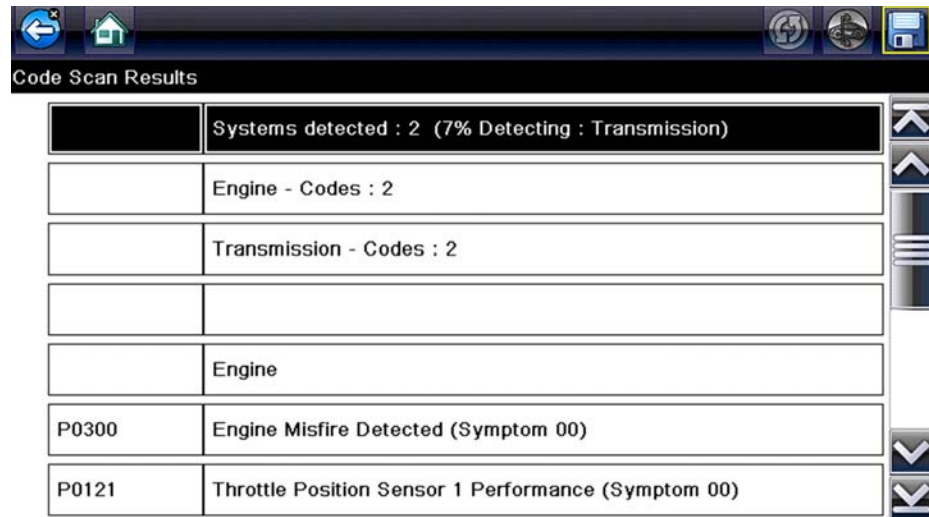 Code Scan Results
Systems detected : 2 (7% Detecting : Transmission)
Engine - Codes : 2
Transmission - Codes : 2
Engine
P0300 Engine Misfire Detected (Symptom 00)
P0121 Throttle Position Sensor 1 Performance (Symptom 00)